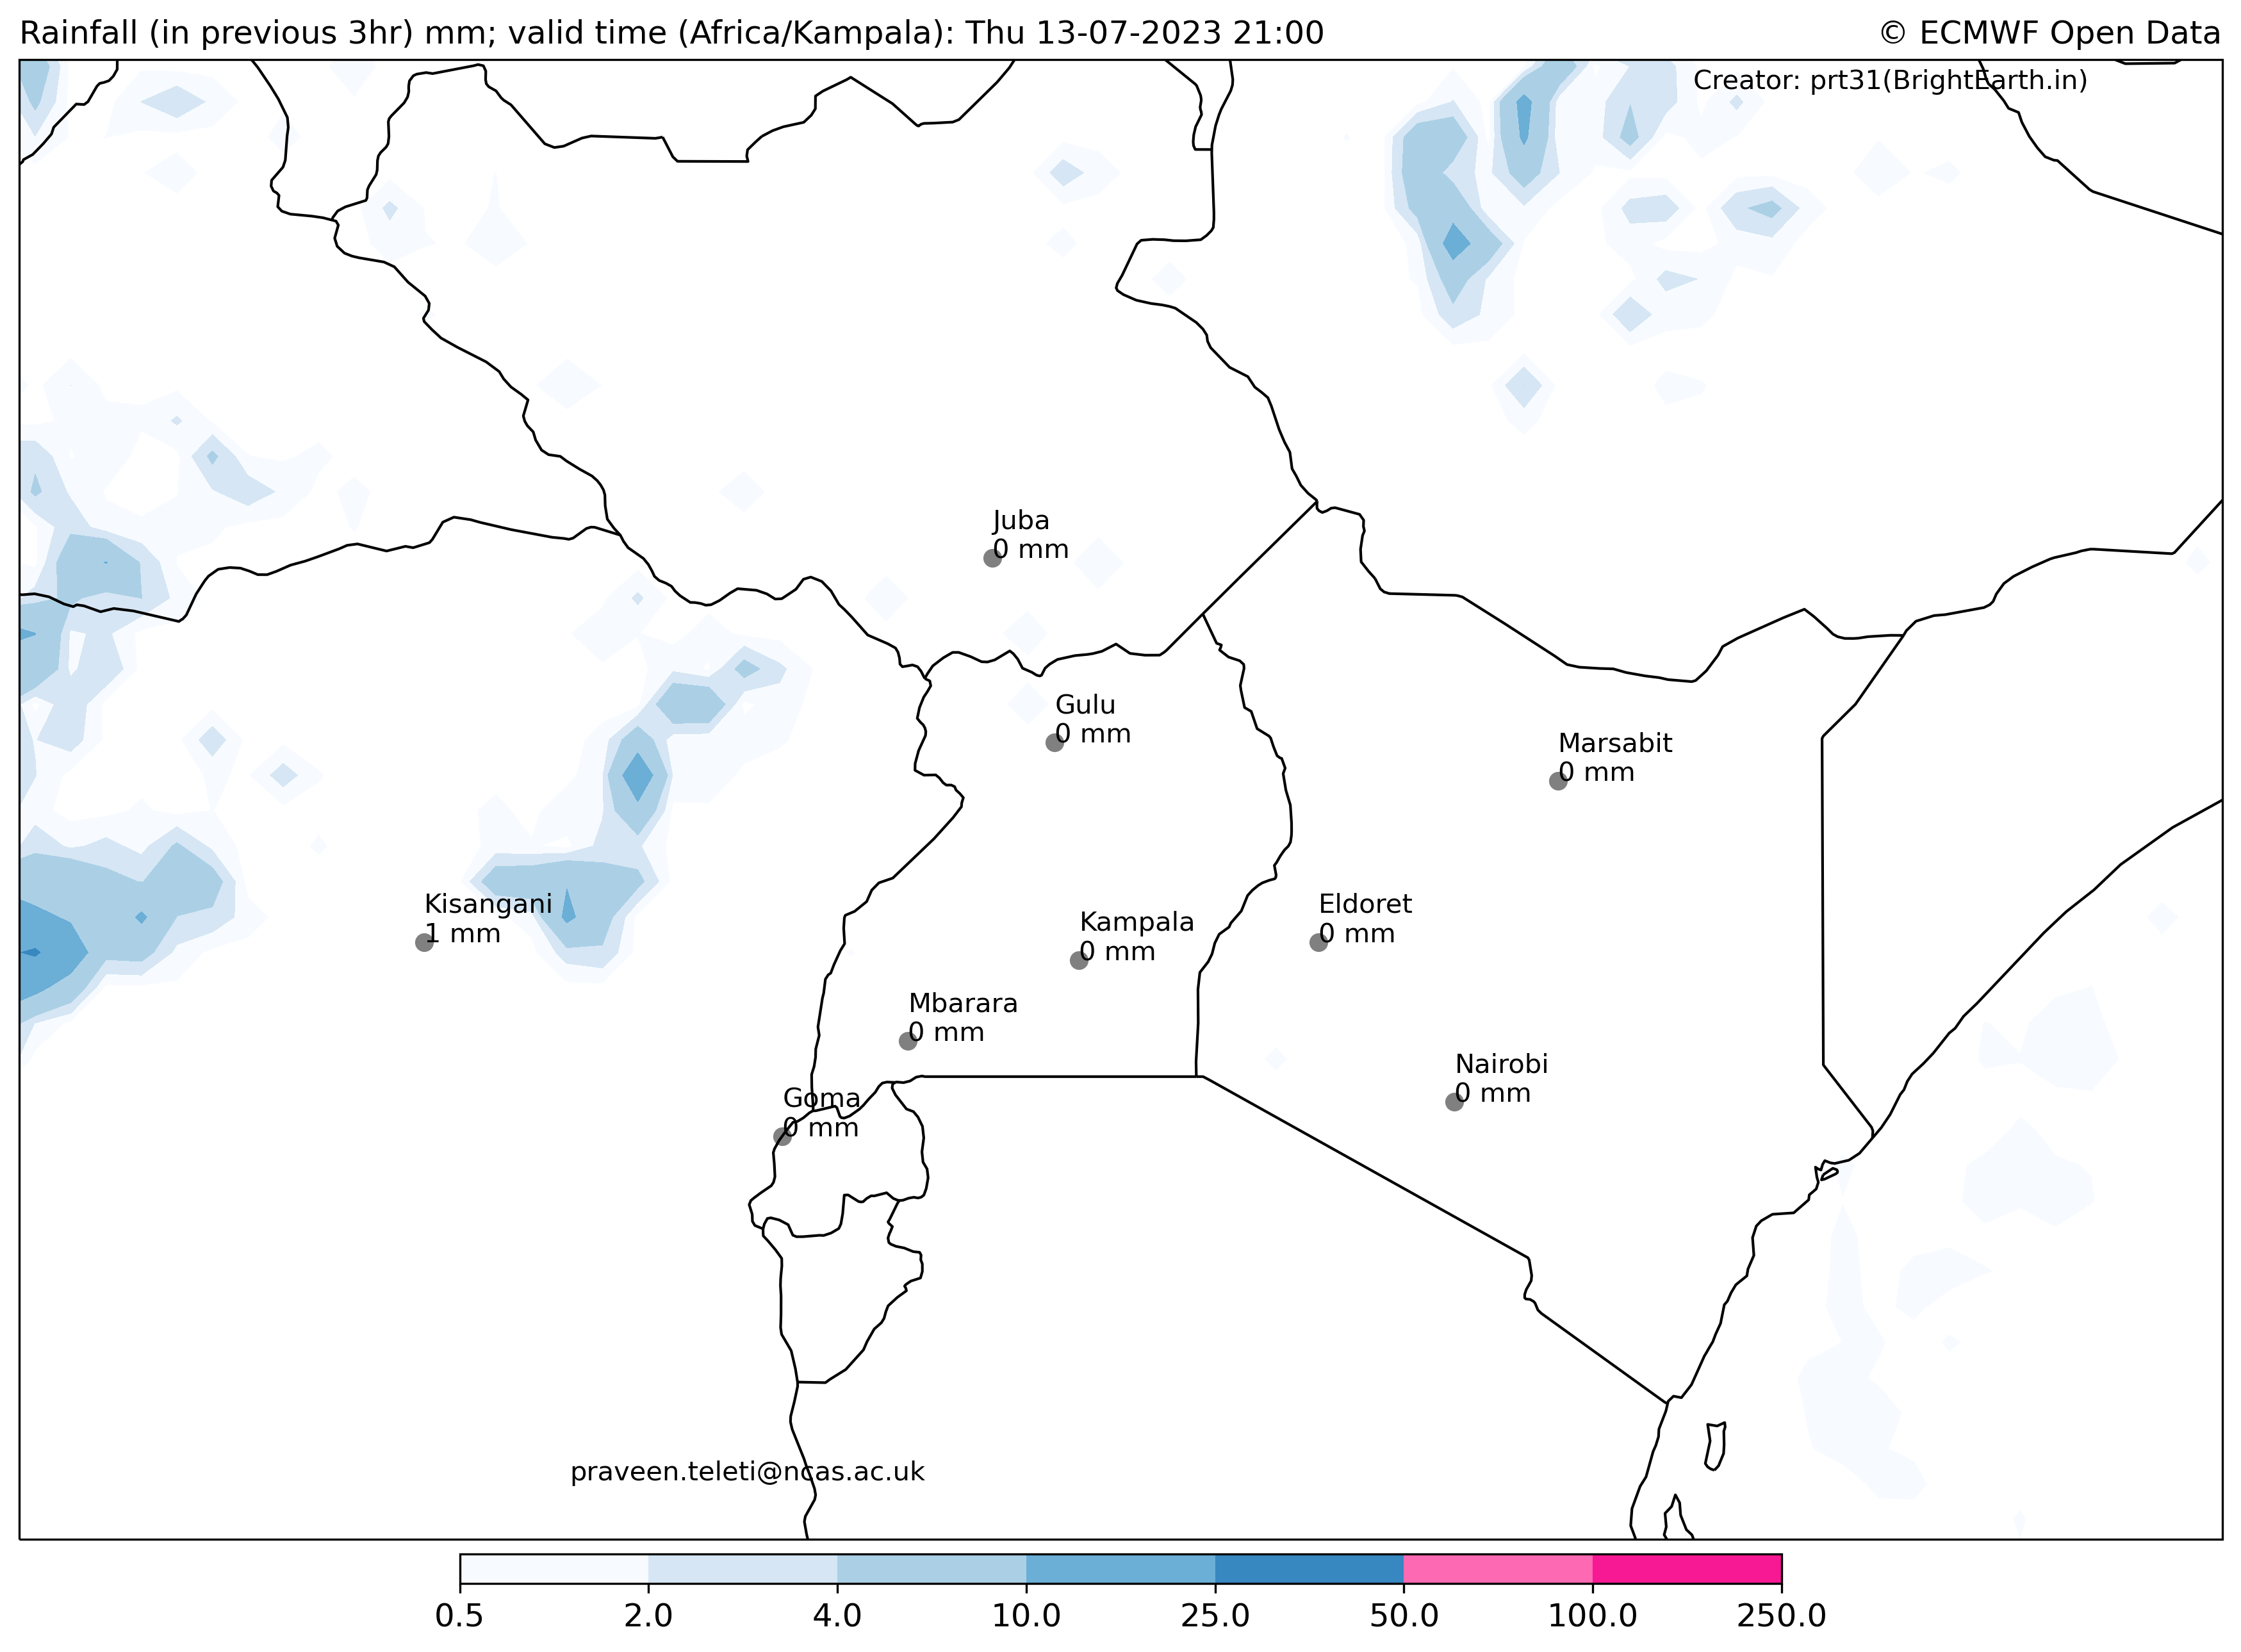 Rainfall (in previous 3hr) mm; valid time (Africa/Kampala): Thu 13-07-2023 21:00
© ECMWF Open Data
Creator: prt31(BrightEarth.in)
Juba
0 mm
Gulu
0 mm
Marsabit
0 mm
Kisangani
1 mm
Kampala
0 mm
Eldoret
0 mm
Mbarara
0 mm
Nairobi
0 mm
Goma
0 mm
praveen.teleti@ncas.ac.uk
0.5 2.0 4.0 10.0 25.0 50.0 100.0 250.0